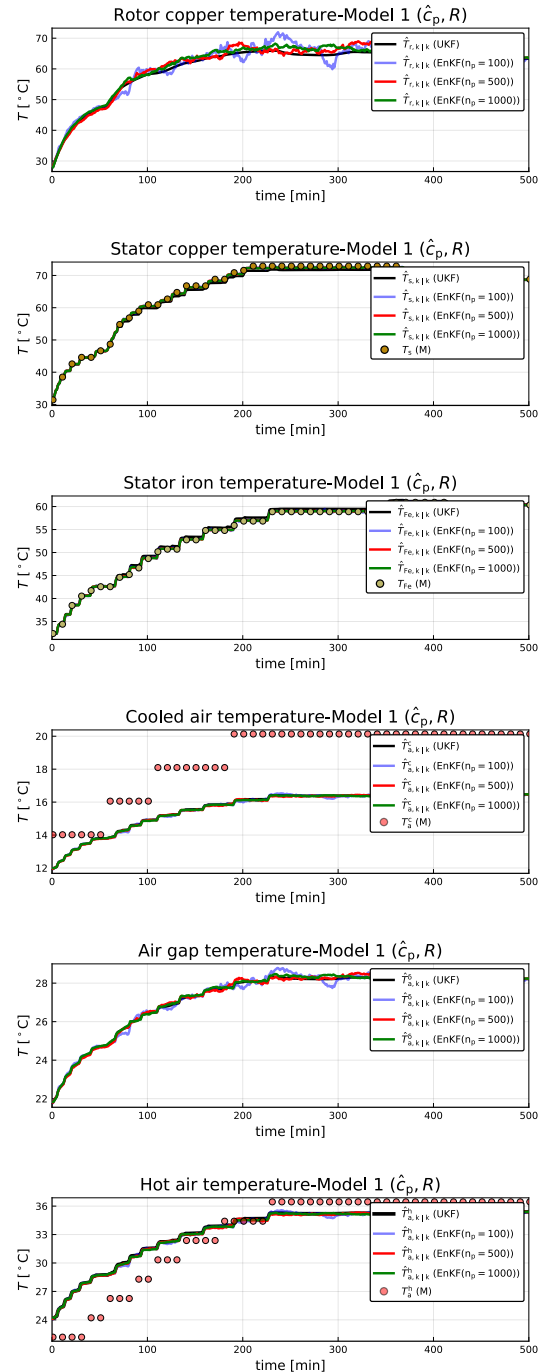 Rotor copper temperature-Model 1 (ĉₚ, R)
T [°C]
70
60
50
40
30
T̂ᵣ,ₖ|ₖ (UKF)
T̂ᵣ,ₖ|ₖ (EnKF(nₚ = 100))
T̂ᵣ,ₖ|ₖ (EnKF(nₚ = 500))
T̂ᵣ,ₖ|ₖ (EnKF(nₚ = 1000))
0 100 200 300 400 500
time [min]
Stator copper temperature-Model 1 (ĉₚ, R)
T [°C]
70
60
50
40
30
T̂ₛ,ₖ|ₖ (UKF)
T̂ₛ,ₖ|ₖ (EnKF(nₚ = 100))
T̂ₛ,ₖ|ₖ (EnKF(nₚ = 500))
T̂ₛ,ₖ|ₖ (EnKF(nₚ = 1000))
Tₛ (M)
0 100 200 300 400 500
time [min]
Stator iron temperature-Model 1 (ĉₚ, R)
T [°C]
60
55
50
45
40
35
T̂Fe,k|k (UKF)
T̂Fe,k|k (EnKF(nₚ = 100))
T̂Fe,k|k (EnKF(nₚ = 500))
T̂Fe,k|k (EnKF(nₚ = 1000))
TFe (M)
0 100 200 300 400 500
time [min]
Cooled air temperature-Model 1 (ĉₚ, R)
T [°C]
20
18
16
14
12
T̂ᶜa,k|k (UKF)
T̂ᶜa,k|k (EnKF(nₚ = 100))
T̂ᶜa,k|k (EnKF(nₚ = 500))
T̂ᶜa,k|k (EnKF(nₚ = 1000))
Tᶜa (M)
0 100 200 300 400 500
time [min]
Air gap temperature-Model 1 (ĉₚ, R)
T [°C]
28
26
24
22
T̂^δa,k|k (UKF)
T̂^δa,k|k (EnKF(nₚ = 100))
T̂^δa,k|k (EnKF(nₚ = 500))
T̂^δa,k|k (EnKF(nₚ = 1000))
0 100 200 300 400 500
time [min]
Hot air temperature-Model 1 (ĉₚ, R)
T [°C]
36
33
30
27
24
T̂ʰa,k|k (UKF)
T̂ʰa,k|k (EnKF(nₚ = 100))
T̂ʰa,k|k (EnKF(nₚ = 500))
T̂ʰa,k|k (EnKF(nₚ = 1000))
Tʰa (M)
0 100 200 300 400 500
time [min]